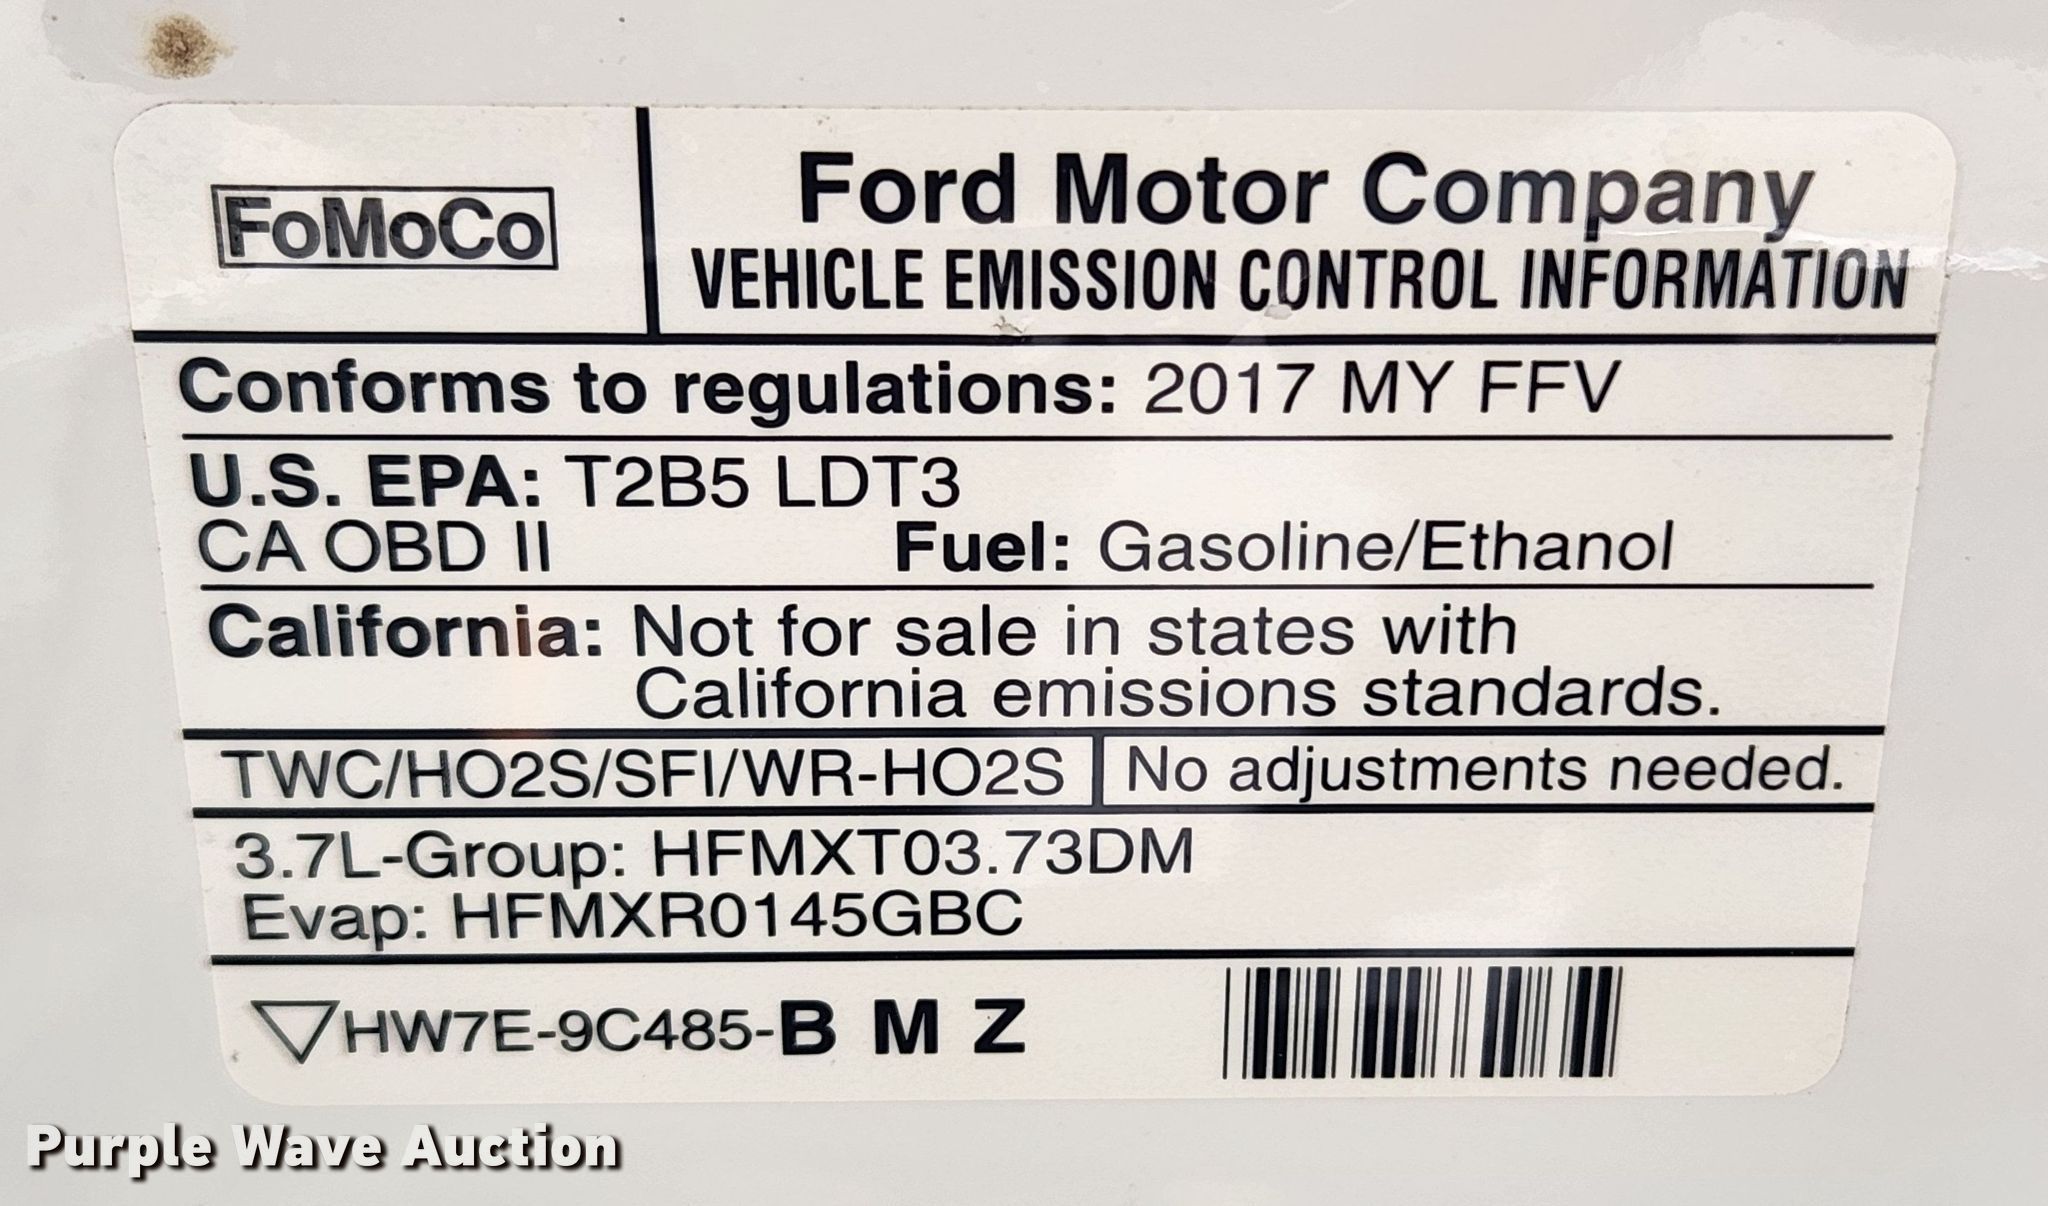 FoMoCo
Ford Motor Company
VEHICLE EMISSION CONTROL INFORMATION
Conforms to regulations: 2017 MY FFV
U.S. EPA: T2B5 LDT3
CA OBD II Fuel: Gasoline/Ethanol
California: Not for sale in states with
California emissions standards.
TWC/HO2S/SFI/WR-HO2S No adjustments needed.
3.7L-Group: HFMXT03.73DM
Evap: HFMXR0145GBC
HW7E-9C485-B M Z
Purple Wave Auction